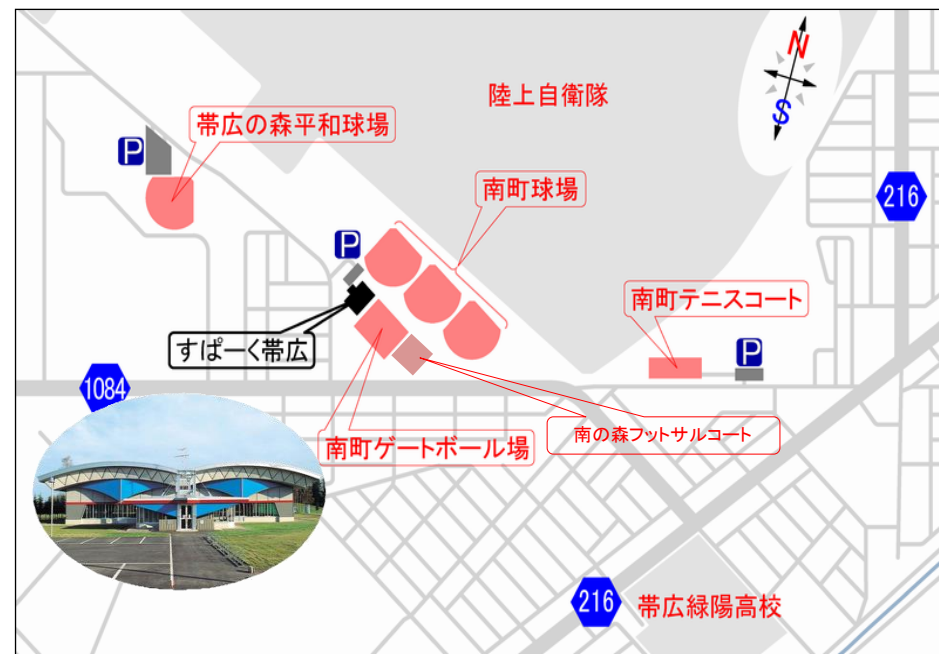 N
陸上自衛隊
S
帯広の森平和球場
P
南町球場
216
P
南町テニスコート
すぱーく帯広
P
1084
南町ゲートボール場
南の森フットサルコート
216
帯広緑陽高校